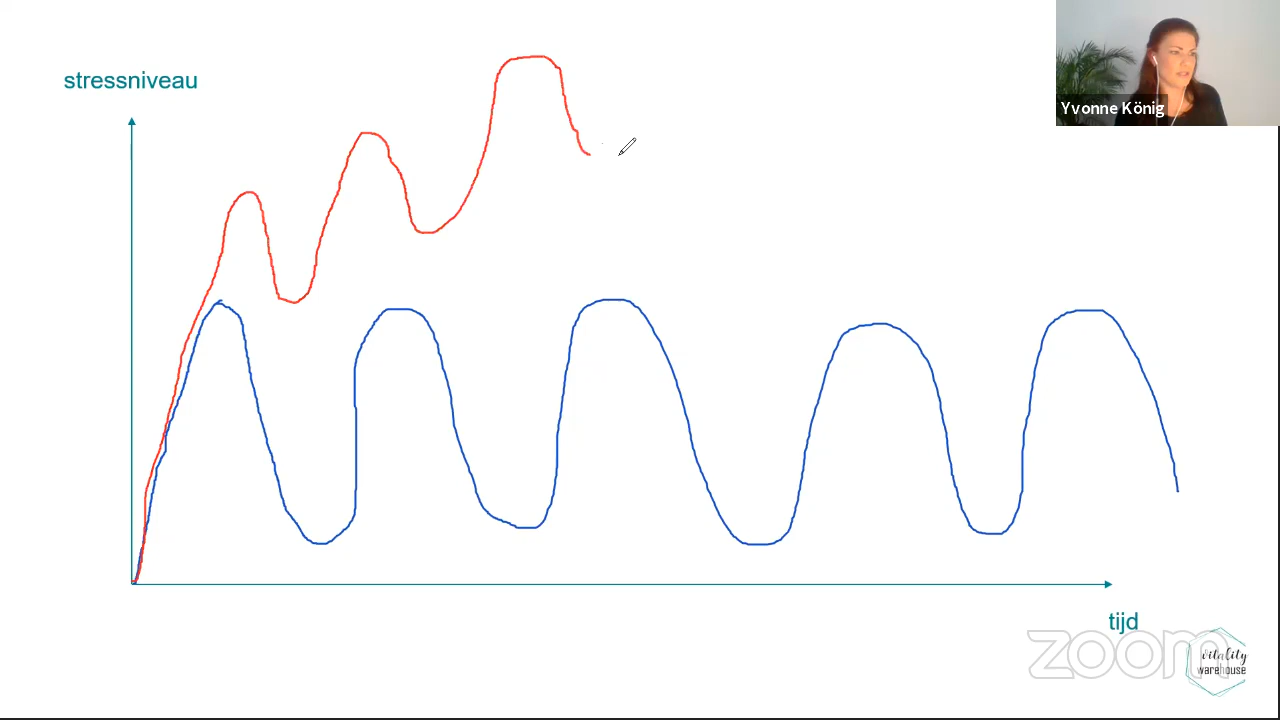 stressniveau
Yvonne König
tijd
zoom
vitality
warehouse